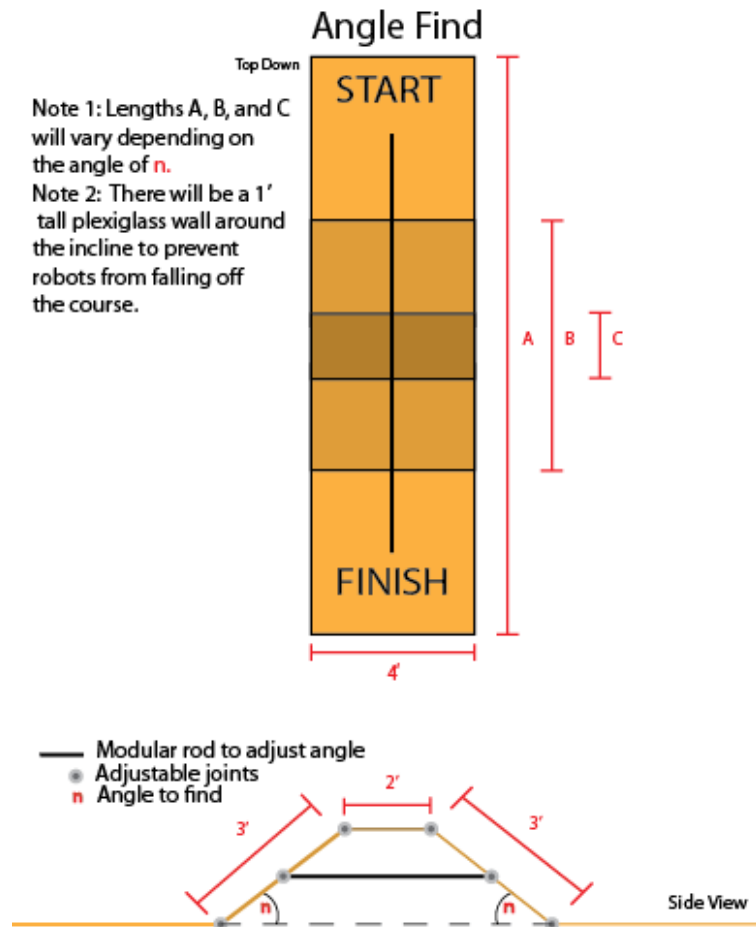 Angle Find
Top Down
START
Note 1: Lengths A, B, and C
will vary depending on
the angle of n.
Note 2: There will be a 1'
tall plexiglass wall around
the incline to prevent
robots from falling off
the course.
A
B
C
FINISH
4'
Modular rod to adjust angle
Adjustable joints
n Angle to find
2'
3'
3'
n
n
Side View